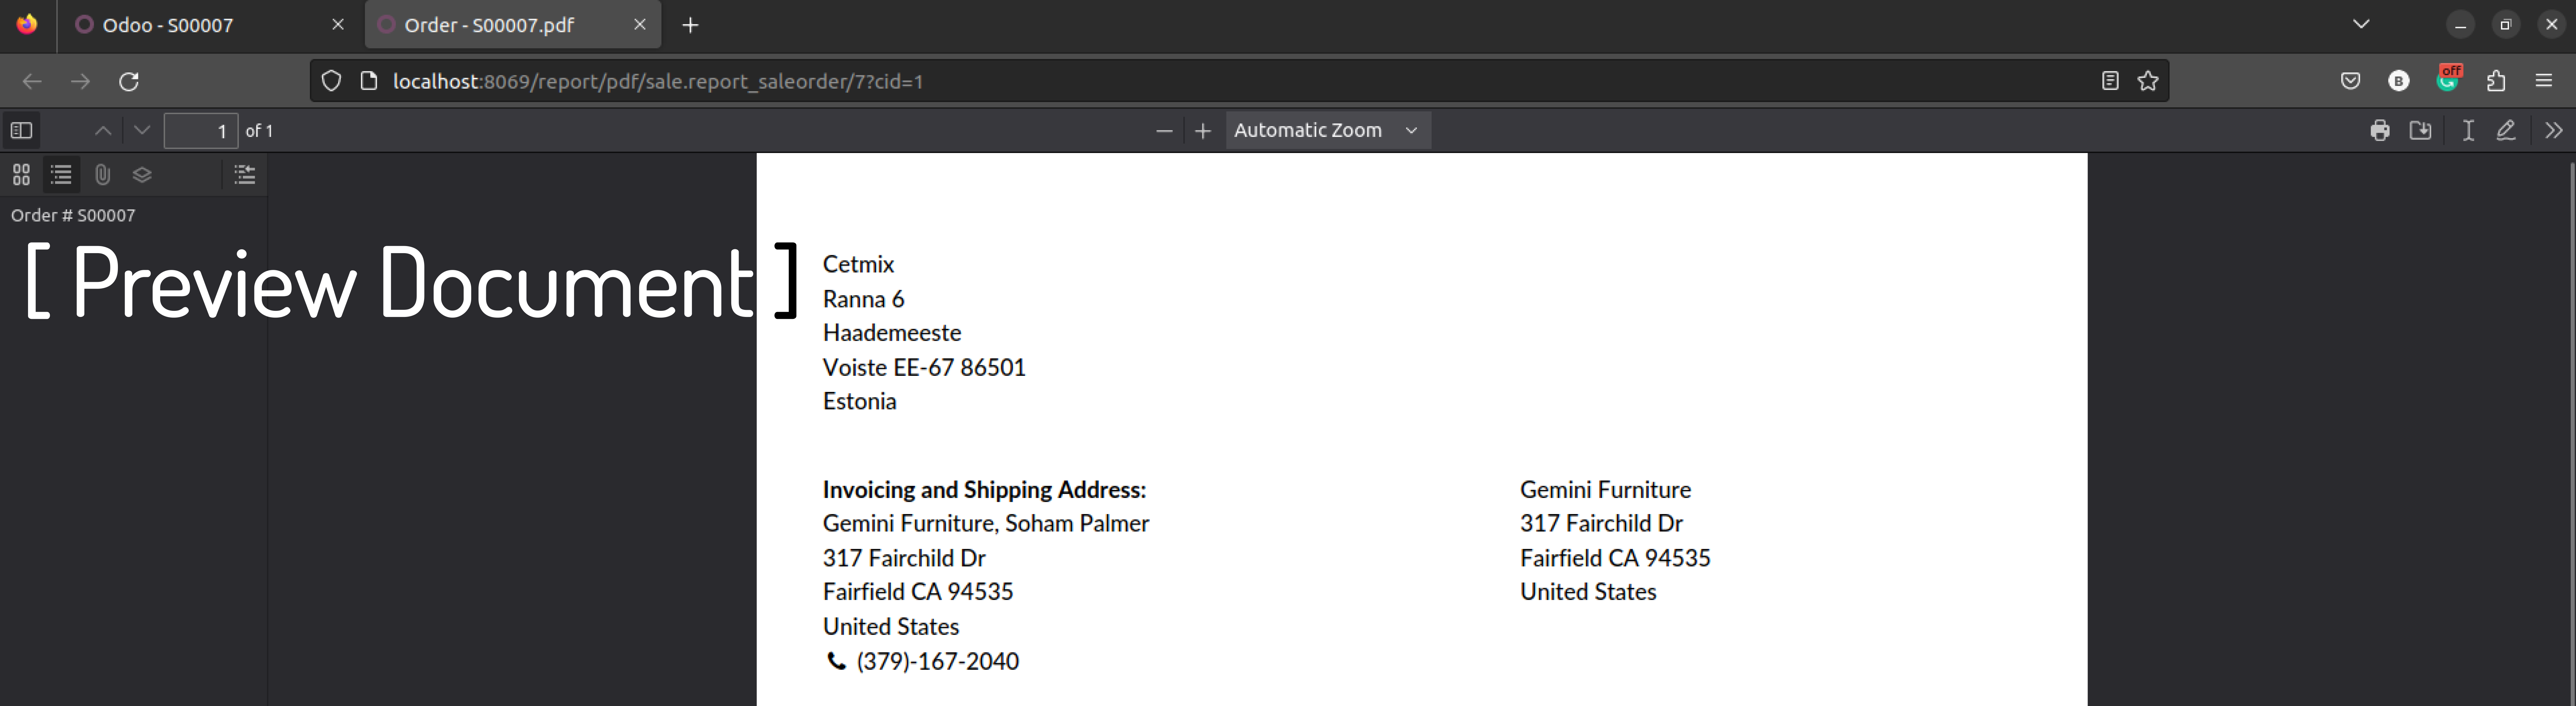 Odoo - S00007
Order - S00007.pdf
localhost:8069/report/pdf/sale.report_saleorder/7?cid=1
B
off
1 of 1
Automatic Zoom
Order # S00007
[ Preview Document ]
Cetmix
Ranna 6
Haademeeste
Voiste EE-67 86501
Estonia
Invoicing and Shipping Address:
Gemini Furniture, Soham Palmer
317 Fairchild Dr
Fairfield CA 94535
United States
(379)-167-2040
Gemini Furniture
317 Fairchild Dr
Fairfield CA 94535
United States